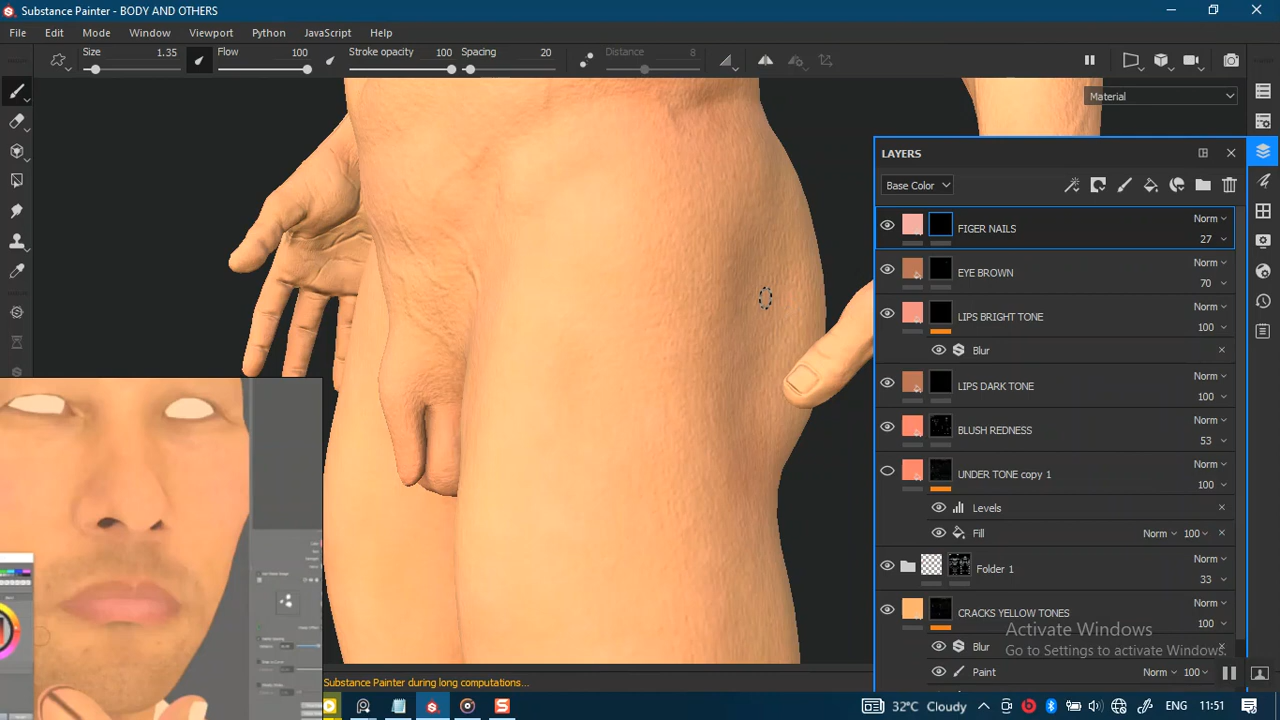 Substance Painter - BODY AND OTHERS
File Edit Mode Window Viewport Python JavaScript Help
Size 1.35 Flow 100 Stroke opacity 100 Spacing 20 Distance 8
Material
LAYERS
Base Color
FIGER NAILS Norm 27
EYE BROWN Norm 70
LIPS BRIGHT TONE Norm 100
Blur
LIPS DARK TONE Norm 100
BLUSH REDNESS Norm 53
UNDER TONE copy 1 Norm 100
Levels
Fill Norm 100
Folder 1 Norm 33
CRACKS YELLOW TONES Norm 100
Activate Windows
Blur
Go to Settings to activate Windows.
Paint Norm 100
Substance Painter during long computations...
32°C Cloudy ENG 11:51